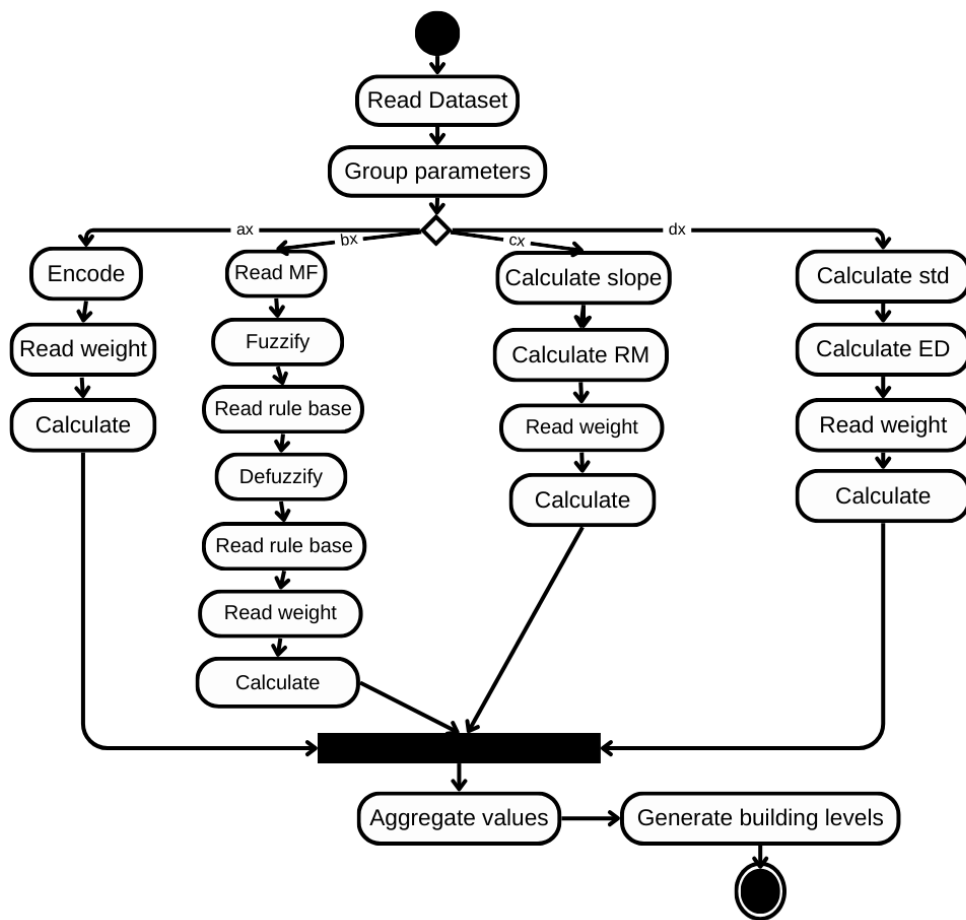 Read Dataset
Group parameters
ax
bx
cx
dx
Encode
Read weight
Calculate
Read MF
Fuzzify
Read rule base
Defuzzify
Read rule base
Read weight
Calculate
Calculate slope
Calculate RM
Read weight
Calculate
Calculate std
Calculate ED
Read weight
Calculate
Aggregate values
Generate building levels